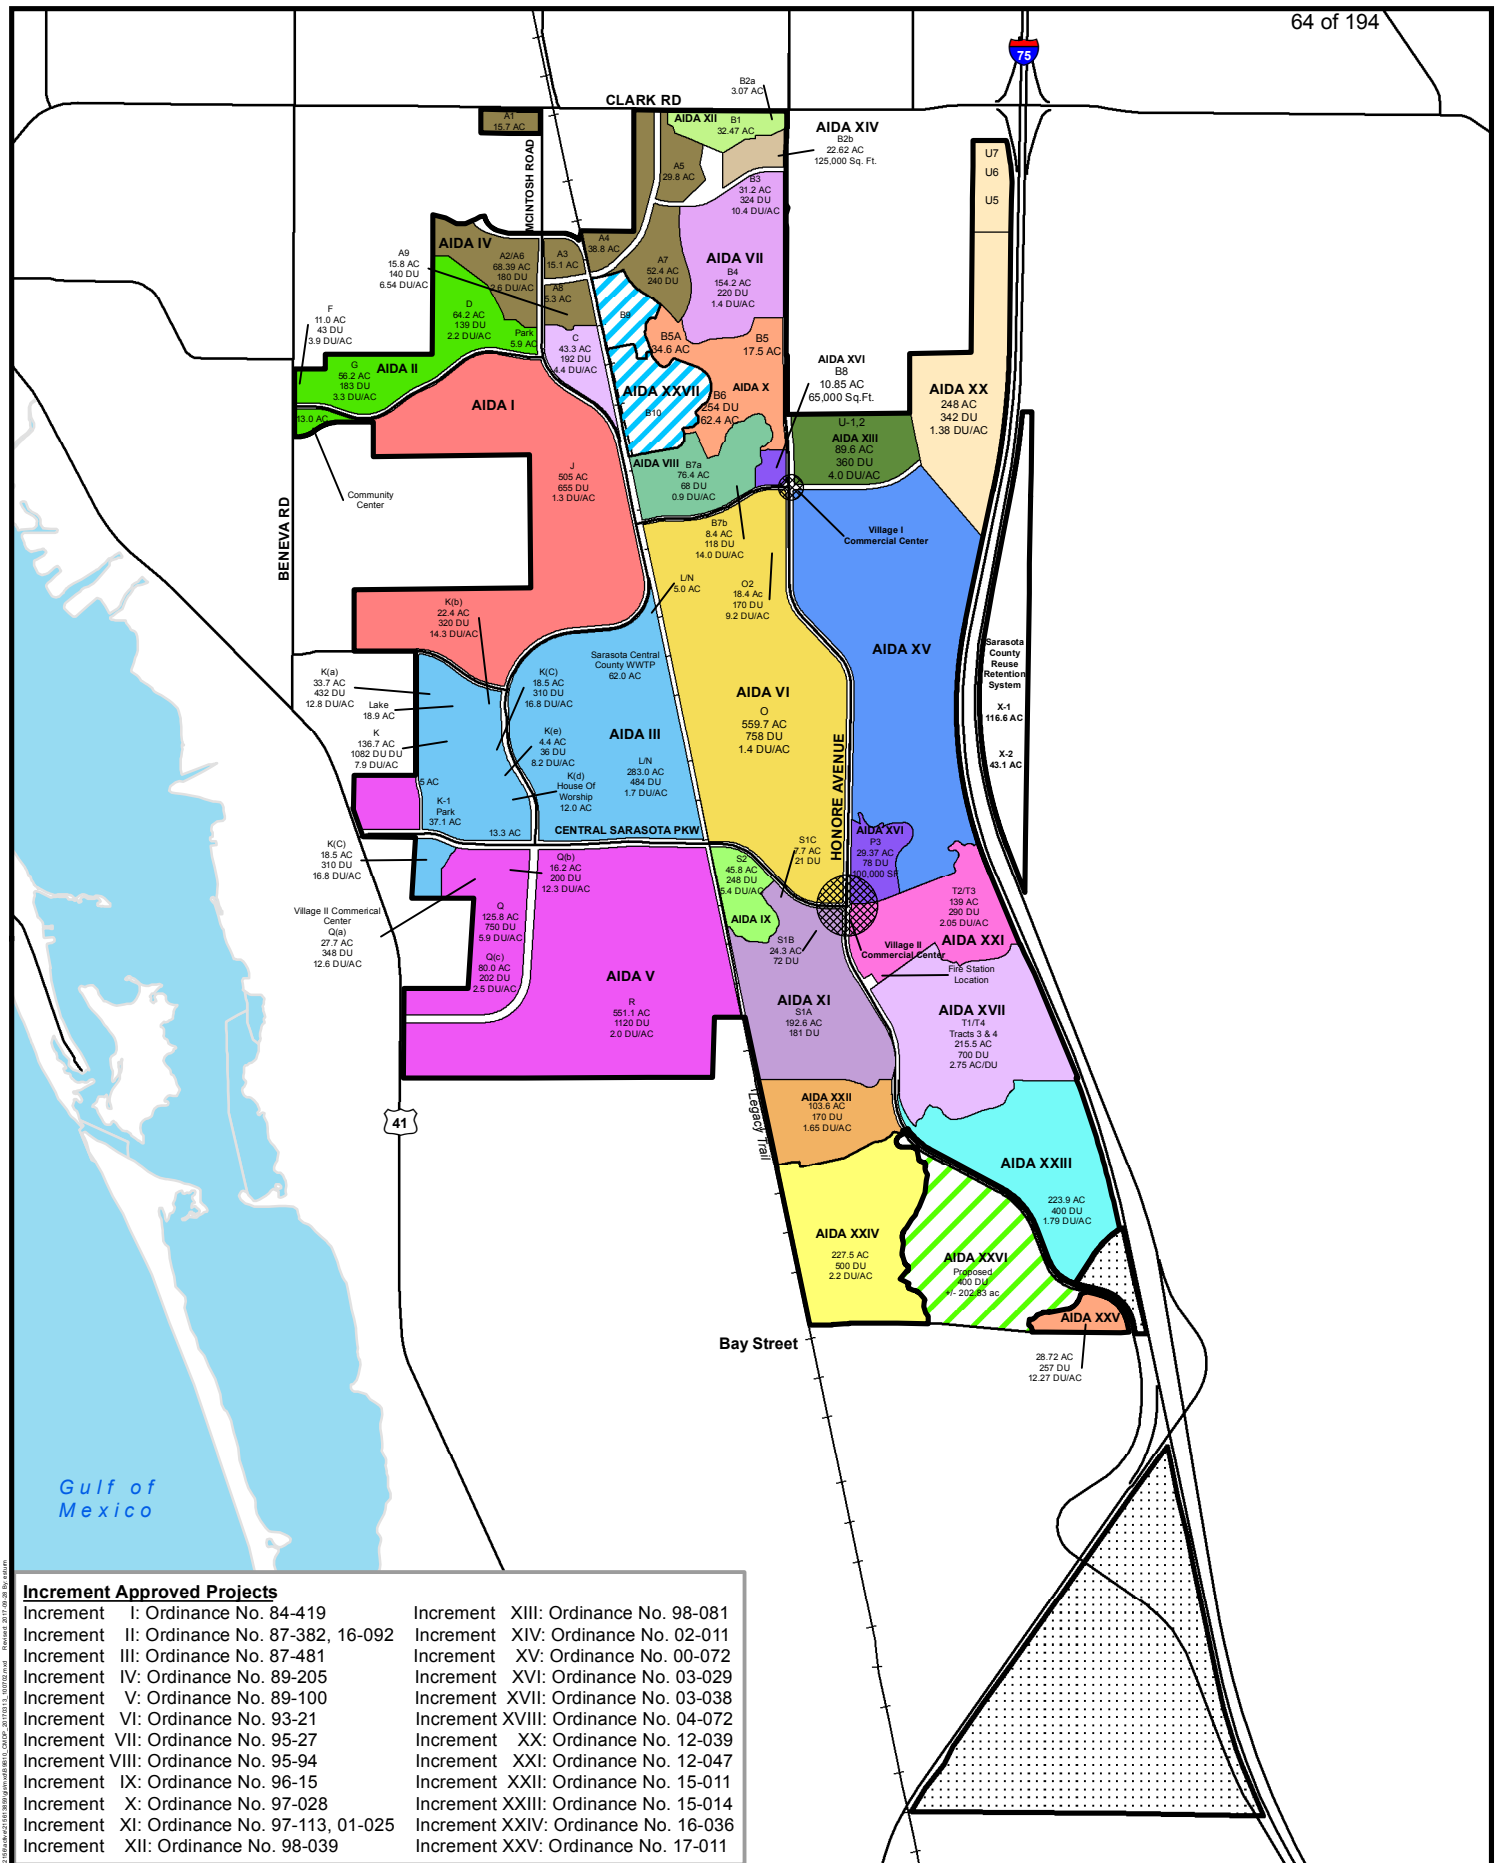 64 of 194
75
CLARK RD
B2a
3.07 AC
A1
15.7 AC
AIDA XII
B1
32.47 AC
AIDA XIV
B2b
22.62 AC
125,000 Sq. Ft.
MCINTOSH ROAD
A5
29.8 AC
B3
31.2 AC
324 DU
10.4 DU/AC
U7
U6
U5
A9
15.8 AC
140 DU
6.54 DU/AC
AIDA IV
A2/A6
68.39 AC
180 DU
2.6 DU/AC
A3
15.1 AC
A4
38.8 AC
A7
52.4 AC
240 DU
AIDA VII
B4
154.2 AC
220 DU
1.4 DU/AC
A8
5.3 AC
F
11.0 AC
43 DU
3.9 DU/AC
D
64.2 AC
139 DU
2.2 DU/AC
Park
5.9 AC
C
43.3 AC
192 DU
4.4 DU/AC
B9
B5A
34.6 AC
B5
17.5 AC
G
56.2 AC
183 DU
3.3 DU/AC
AIDA II
AIDA XVI
B8
10.85 AC
65,000 Sq.Ft.
AIDA XX
248 AC
342 DU
1.38 DU/AC
13.0 AC
AIDA I
AIDA XXVII
B10
AIDA X
B6
254 DU
62.4 AC
U-1,2
AIDA XIII
89.6 AC
360 DU
4.0 DU/AC
Community
Center
J
505 AC
655 DU
1.3 DU/AC
AIDA VIII
B7a
76.4 AC
68 DU
0.9 DU/AC
BENEVA RD
B7b
8.4 AC
118 DU
14.0 DU/AC
Village I
Commercial Center
L/N
5.0 AC
O2
18.4 Ac
170 DU
9.2 DU/AC
K(b)
22.4 AC
320 DU
14.3 DU/AC
Sarasota Central
County WWTP
62.0 AC
AIDA XV
Sarasota
County
Reuse
Retention
System
X-1
116.6 AC
X-2
43.1 AC
K(a)
33.7 AC
432 DU
12.8 DU/AC
Lake
18.9 AC
K(C)
18.5 AC
310 DU
16.8 DU/AC
AIDA VI
O
559.7 AC
758 DU
1.4 DU/AC
K
136.7 AC
1082 DU DU
7.9 DU/AC
K(e)
4.4 AC
36 DU
8.2 DU/AC
AIDA III
L/N
283.0 AC
484 DU
1.7 DU/AC
HONORE AVENUE
5 AC
K-1
Park
37.1 AC
K(d)
House Of
Worship
12.0 AC
13.3 AC
CENTRAL SARASOTA PKW
K(C)
18.5 AC
310 DU
16.8 DU/AC
Q(b)
16.2 AC
200 DU
12.3 DU/AC
S2
45.8 AC
248 DU
5.4 DU/AC
AIDA IX
S1C
7.7 AC
21 DU
AIDA XVI
P3
29.37 AC
78 DU
100,000 SF
Village II Commerical
Center
Q(a)
27.7 AC
348 DU
12.6 DU/AC
Q
125.8 AC
750 DU
5.9 DU/AC
Q(c)
80.0 AC
202 DU
2.5 DU/AC
T2/T3
139 AC
290 DU
2.05 DU/AC
AIDA XXI
S1B
24.3 AC
72 DU
Village II
Commercial Center
Fire Station
Location
AIDA V
R
551.1 AC
1120 DU
2.0 DU/AC
AIDA XI
S1A
192.6 AC
181 DU
AIDA XVII
T1/T4
Tracts 3 & 4
215.5 AC
700 DU
2.75 AC/DU
41
Legacy Trail
AIDA XXII
103.6 AC
170 DU
1.65 DU/AC
AIDA XXIII
223.9 AC
400 DU
1.79 DU/AC
AIDA XXIV
227.5 AC
500 DU
2.2 DU/AC
AIDA XXVI
Proposed
400 DU
+/- 202.83 ac
AIDA XXV
28.72 AC
257 DU
12.27 DU/AC
Bay Street
Gulf of
Mexico
Increment Approved Projects
Increment I: Ordinance No. 84-419
Increment II: Ordinance No. 87-382, 16-092
Increment III: Ordinance No. 87-481
Increment IV: Ordinance No. 89-205
Increment V: Ordinance No. 89-100
Increment VI: Ordinance No. 93-21
Increment VII: Ordinance No. 95-27
Increment VIII: Ordinance No. 95-94
Increment IX: Ordinance No. 96-15
Increment X: Ordinance No. 97-028
Increment XI: Ordinance No. 97-113, 01-025
Increment XII: Ordinance No. 98-039
Increment XIII: Ordinance No. 98-081
Increment XIV: Ordinance No. 02-011
Increment XV: Ordinance No. 00-072
Increment XVI: Ordinance No. 03-029
Increment XVII: Ordinance No. 03-038
Increment XVIII: Ordinance No. 04-072
Increment XX: Ordinance No. 12-039
Increment XXI: Ordinance No. 12-047
Increment XXII: Ordinance No. 15-011
Increment XXIII: Ordinance No. 15-014
Increment XXIV: Ordinance No. 16-036
Increment XXV: Ordinance No. 17-011